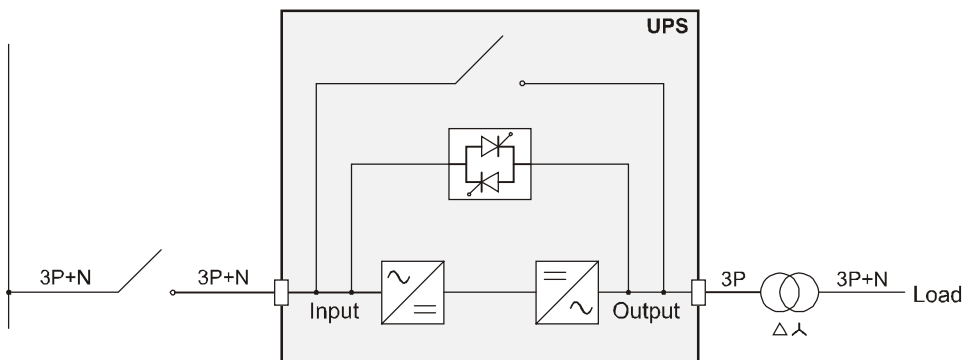 UPS
3P+N
3P+N
Input
Output
3P
3P+N
Load